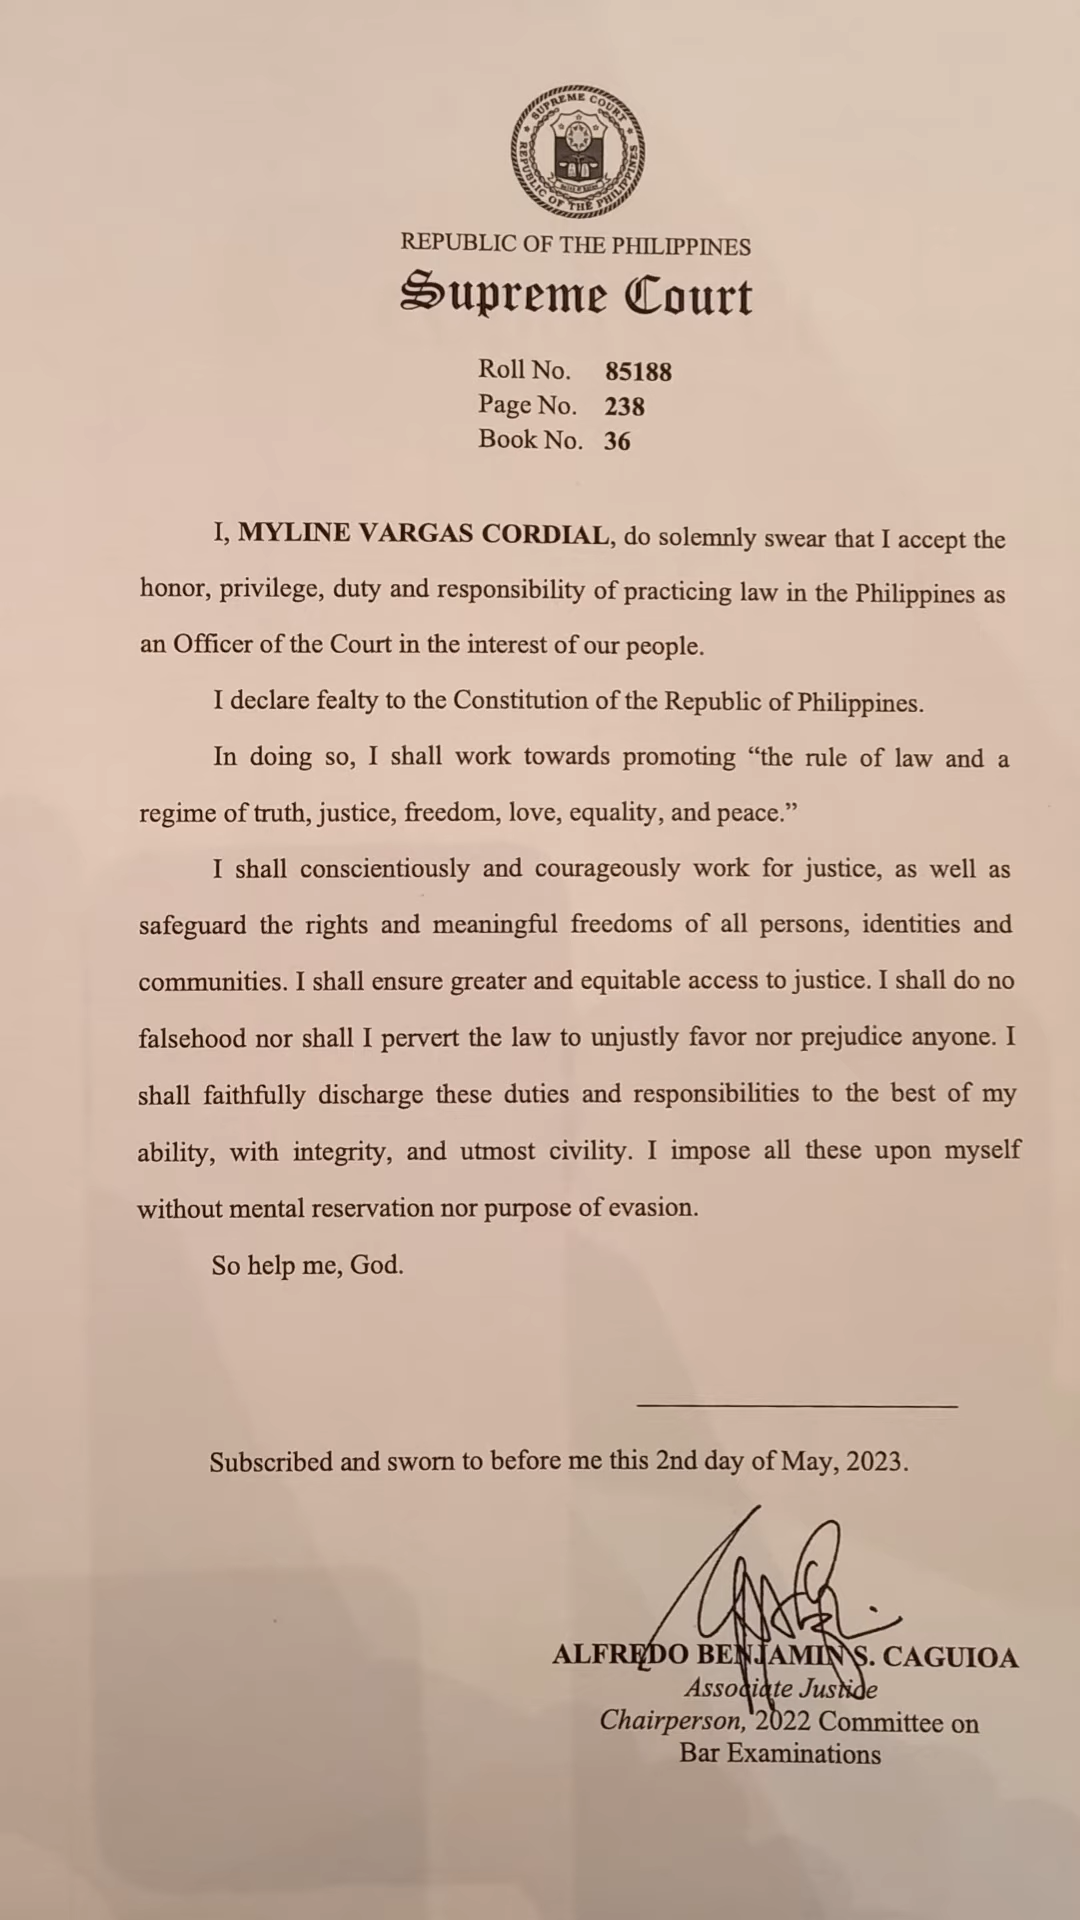 SUPREME COURT
REPUBLIC OF THE PHILIPPINES
REPUBLIC OF THE PHILIPPINES
Supreme Court
Roll No. 85188
Page No. 238
Book No. 36
I, MYLINE VARGAS CORDIAL, do solemnly swear that I accept the
honor, privilege, duty and responsibility of practicing law in the Philippines as
an Officer of the Court in the interest of our people.
I declare fealty to the Constitution of the Republic of Philippines.
In doing so, I shall work towards promoting “the rule of law and a
regime of truth, justice, freedom, love, equality, and peace.”
I shall conscientiously and courageously work for justice, as well as
safeguard the rights and meaningful freedoms of all persons, identities and
communities. I shall ensure greater and equitable access to justice. I shall do no
falsehood nor shall I pervert the law to unjustly favor nor prejudice anyone. I
shall faithfully discharge these duties and responsibilities to the best of my
ability, with integrity, and utmost civility. I impose all these upon myself
without mental reservation nor purpose of evasion.
So help me, God.
Subscribed and sworn to before me this 2nd day of May, 2023.
ALFREDO BENJAMIN S. CAGUIOA
Associate Justice
Chairperson, 2022 Committee on
Bar Examinations